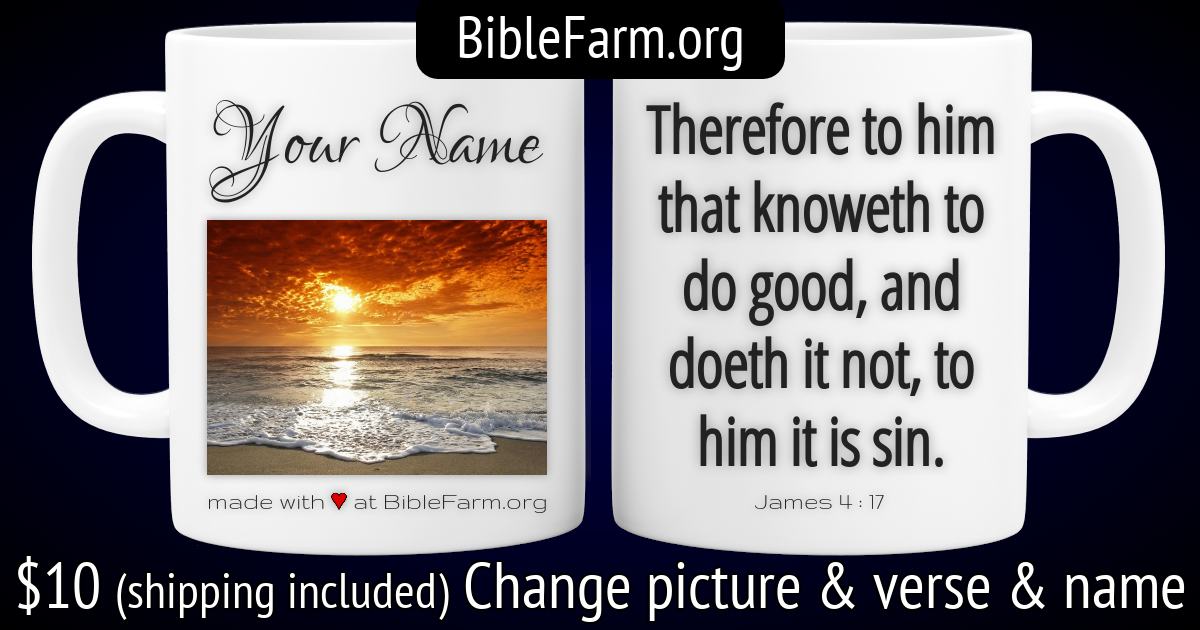 BibleFarm.org
Your Name
made with ♥ at BibleFarm.org
Therefore to him
that knoweth to
do good, and
doeth it not, to
him it is sin.
James 4 : 17
$10 (shipping included) Change picture & verse & name